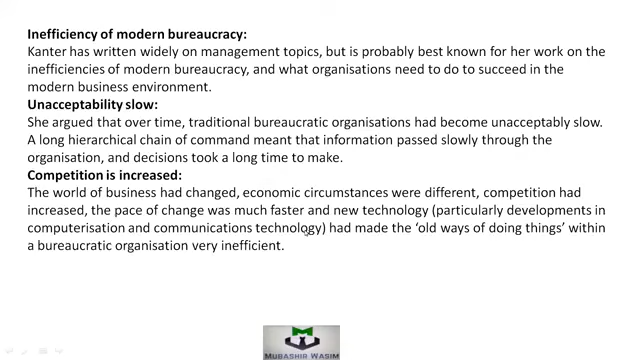 Inefficiency of modern bureaucracy:
Kanter has written widely on management topics, but is probably best known for her work on the
inefficiencies of modern bureaucracy, and what organisations need to do to succeed in the
modern business environment.
Unacceptability slow:
She argued that over time, traditional bureaucratic organisations had become unacceptably slow.
A long hierarchical chain of command meant that information passed slowly through the
organisation, and decisions took a long time to make.
Competition is increased:
The world of business had changed, economic circumstances were different, competition had
increased, the pace of change was much faster and new technology (particularly developments in
computerisation and communications technology) had made the ‘old ways of doing things’ within
a bureaucratic organisation very inefficient.
MUBASHIR WASIM